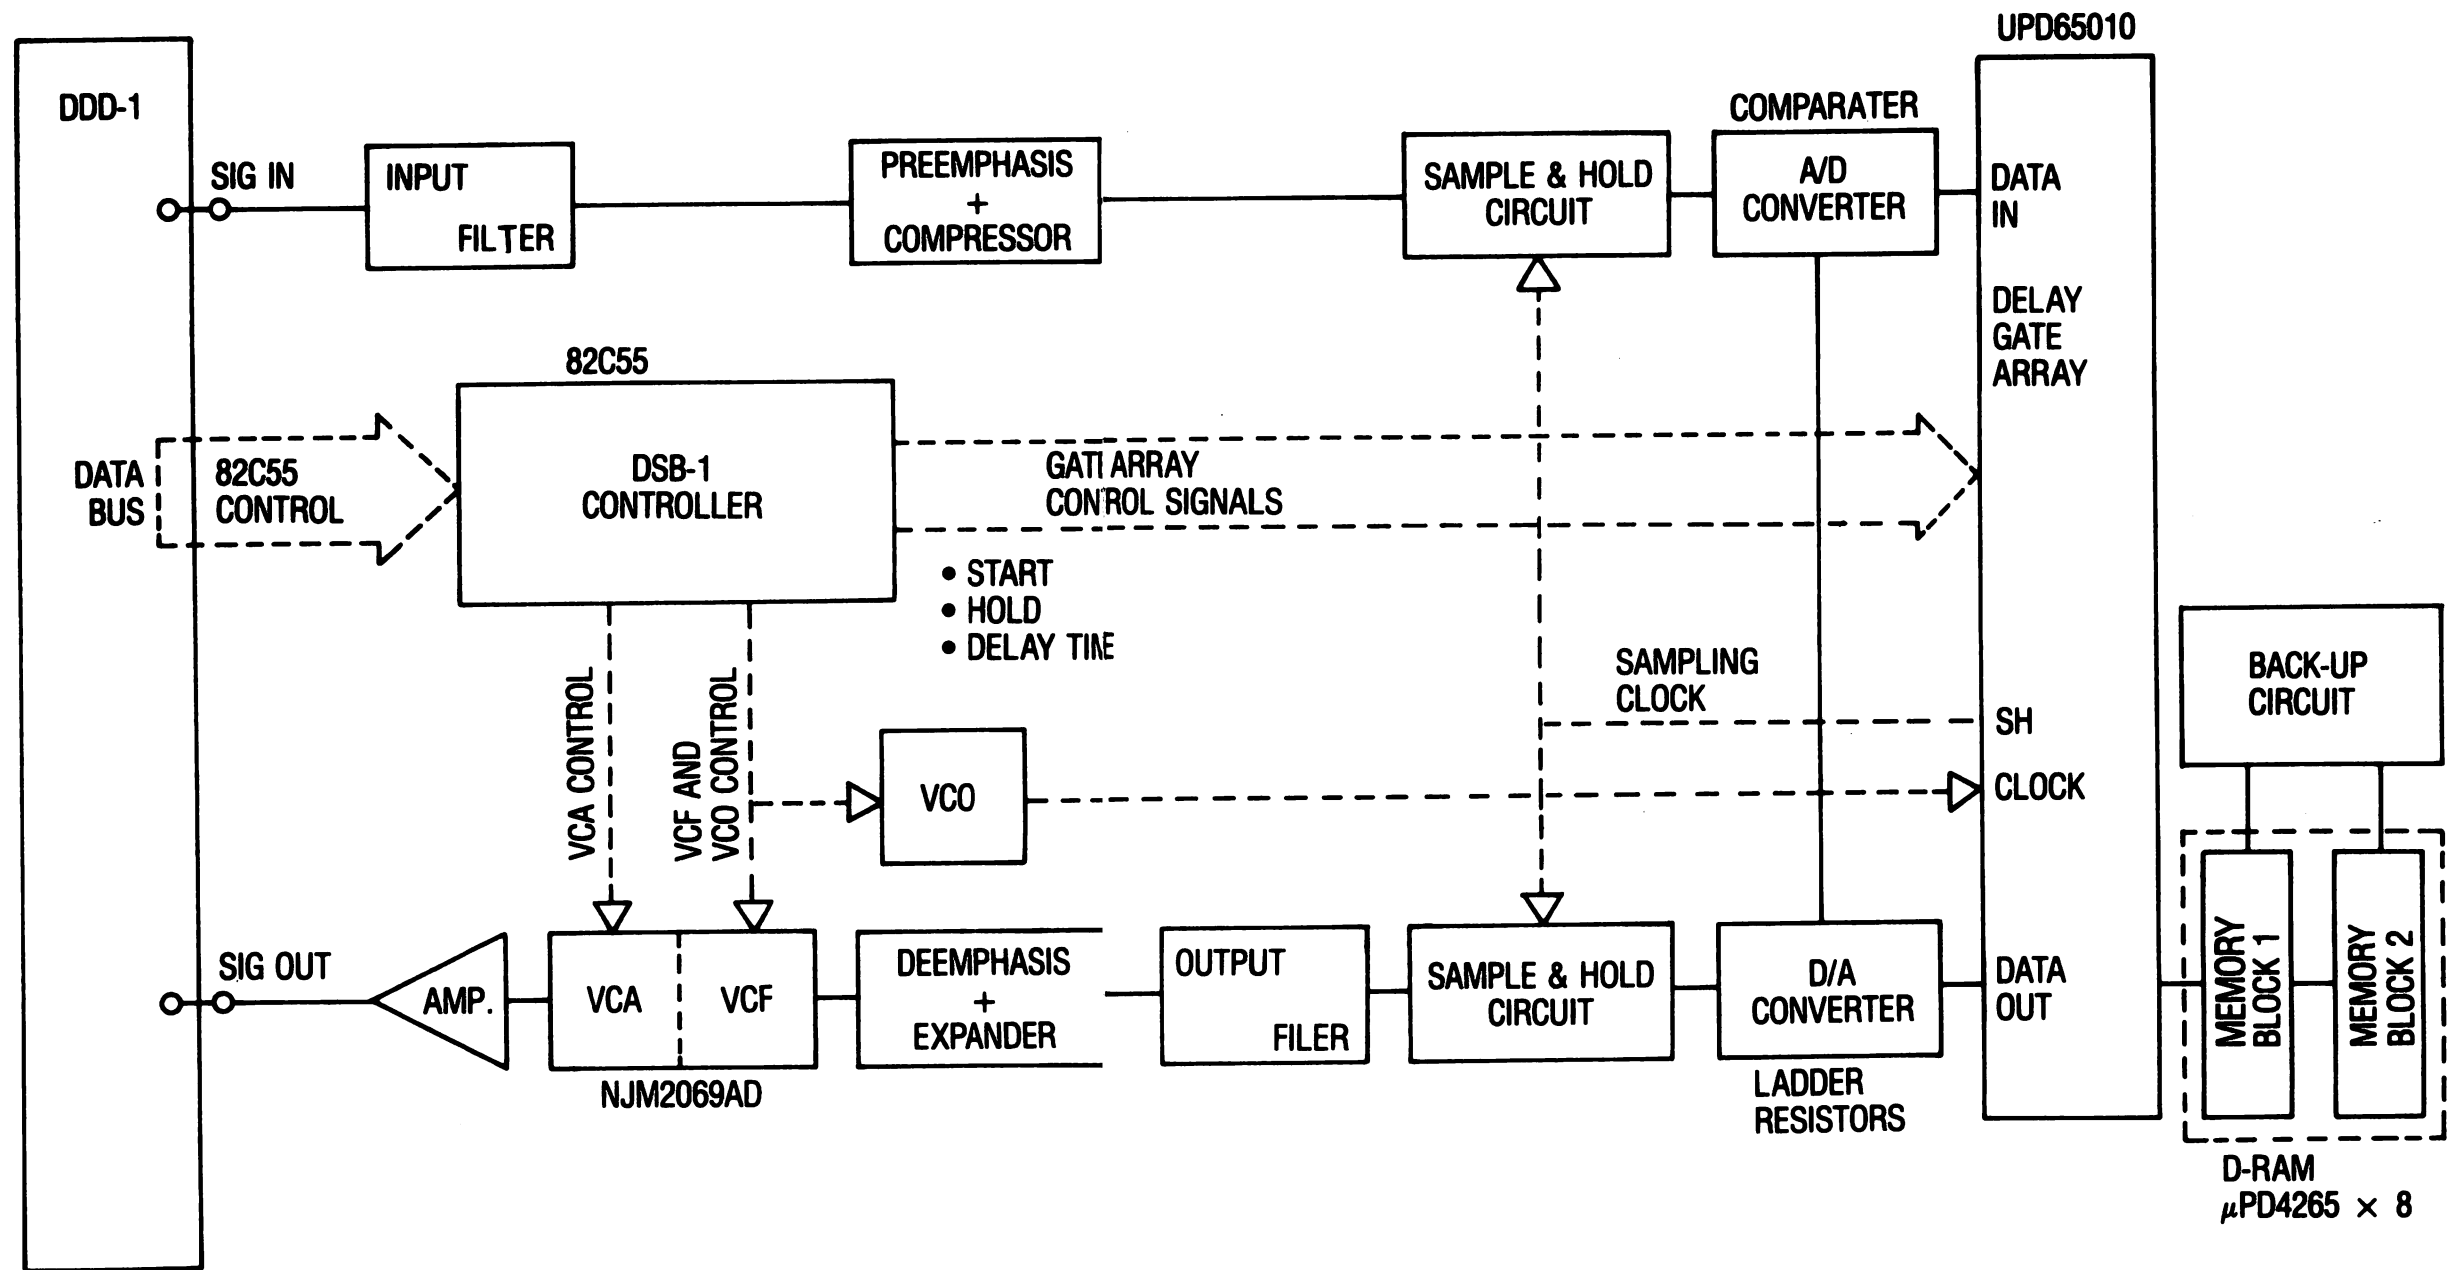 UPD65010
DDD-1
COMPARATER
SIG IN
INPUT
FILTER
PREEMPHASIS
+
COMPRESSOR
SAMPLE & HOLD
CIRCUIT
A/D
CONVERTER
DATA
IN
DELAY
GATE
ARRAY
82C55
DATA
BUS
82C55
CONTROL
DSB-1
CONTROLLER
GATE ARRAY
CONTROL SIGNALS
• START
• HOLD
• DELAY TIME
VCA CONTROL
VCF AND
VCO CONTROL
SAMPLING
CLOCK
SH
BACK-UP
CIRCUIT
VCO
CLOCK
SIG OUT
AMP.
VCA
VCF
NJM2069AD
DEEMPHASIS
+
EXPANDER
OUTPUT
FILER
SAMPLE & HOLD
CIRCUIT
D/A
CONVERTER
LADDER
RESISTORS
DATA
OUT
MEMORY
BLOCK 1
MEMORY
BLOCK 2
D-RAM
μPD4265 × 8